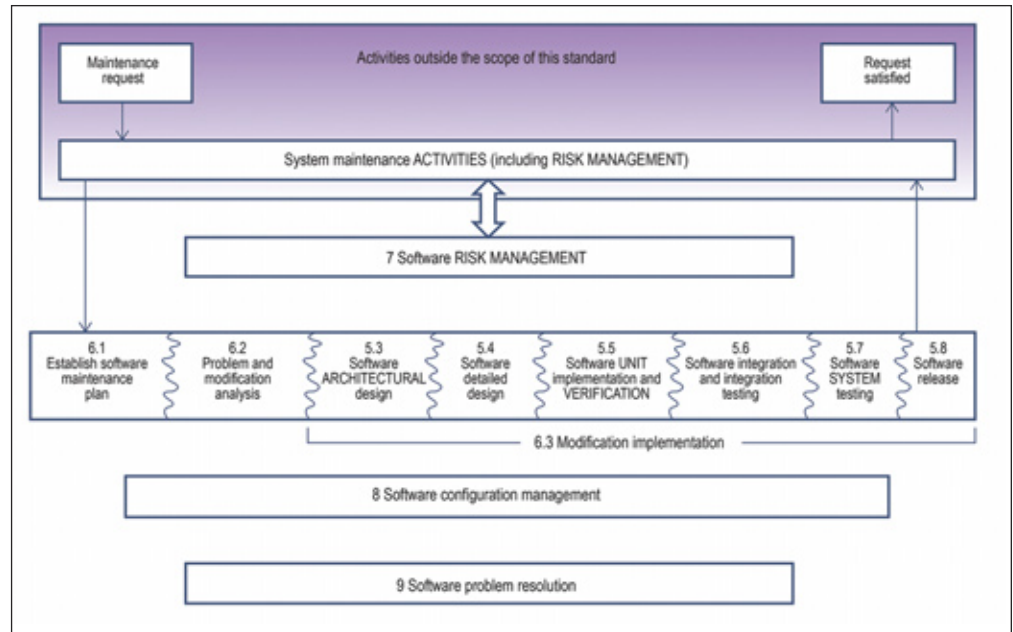 Activities outside the scope of this standard
Maintenance
request
Request
satisfied
System maintenance ACTIVITIES (including RISK MANAGEMENT)
7 Software RISK MANAGEMENT
6.1
Establish software
maintenance
plan
6.2
Problem and
modification
analysis
5.3
Software
ARCHITECTURAL
design
5.4
Software
detailed
design
5.5
Software UNIT
implementation and
VERIFICATION
5.6
Software integration
and integration
testing
5.7
Software
SYSTEM
testing
5.8
Software
release
6.3 Modification implementation
8 Software configuration management
9 Software problem resolution